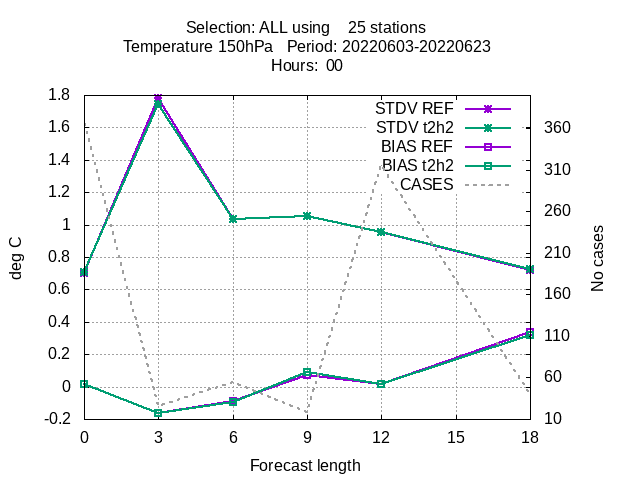 Selection: ALL using    25 stations
Temperature 150hPa   Period: 20220603-20220623
Hours:  00
STDV REF
STDV t2h2
BIAS REF
BIAS t2h2
CASES
1.8
1.6
1.4
1.2
1
0.8
0.6
0.4
0.2
0
-0.2
deg C
360
310
260
210
160
110
60
10
No cases
0 3 6 9 12 15 18
Forecast length